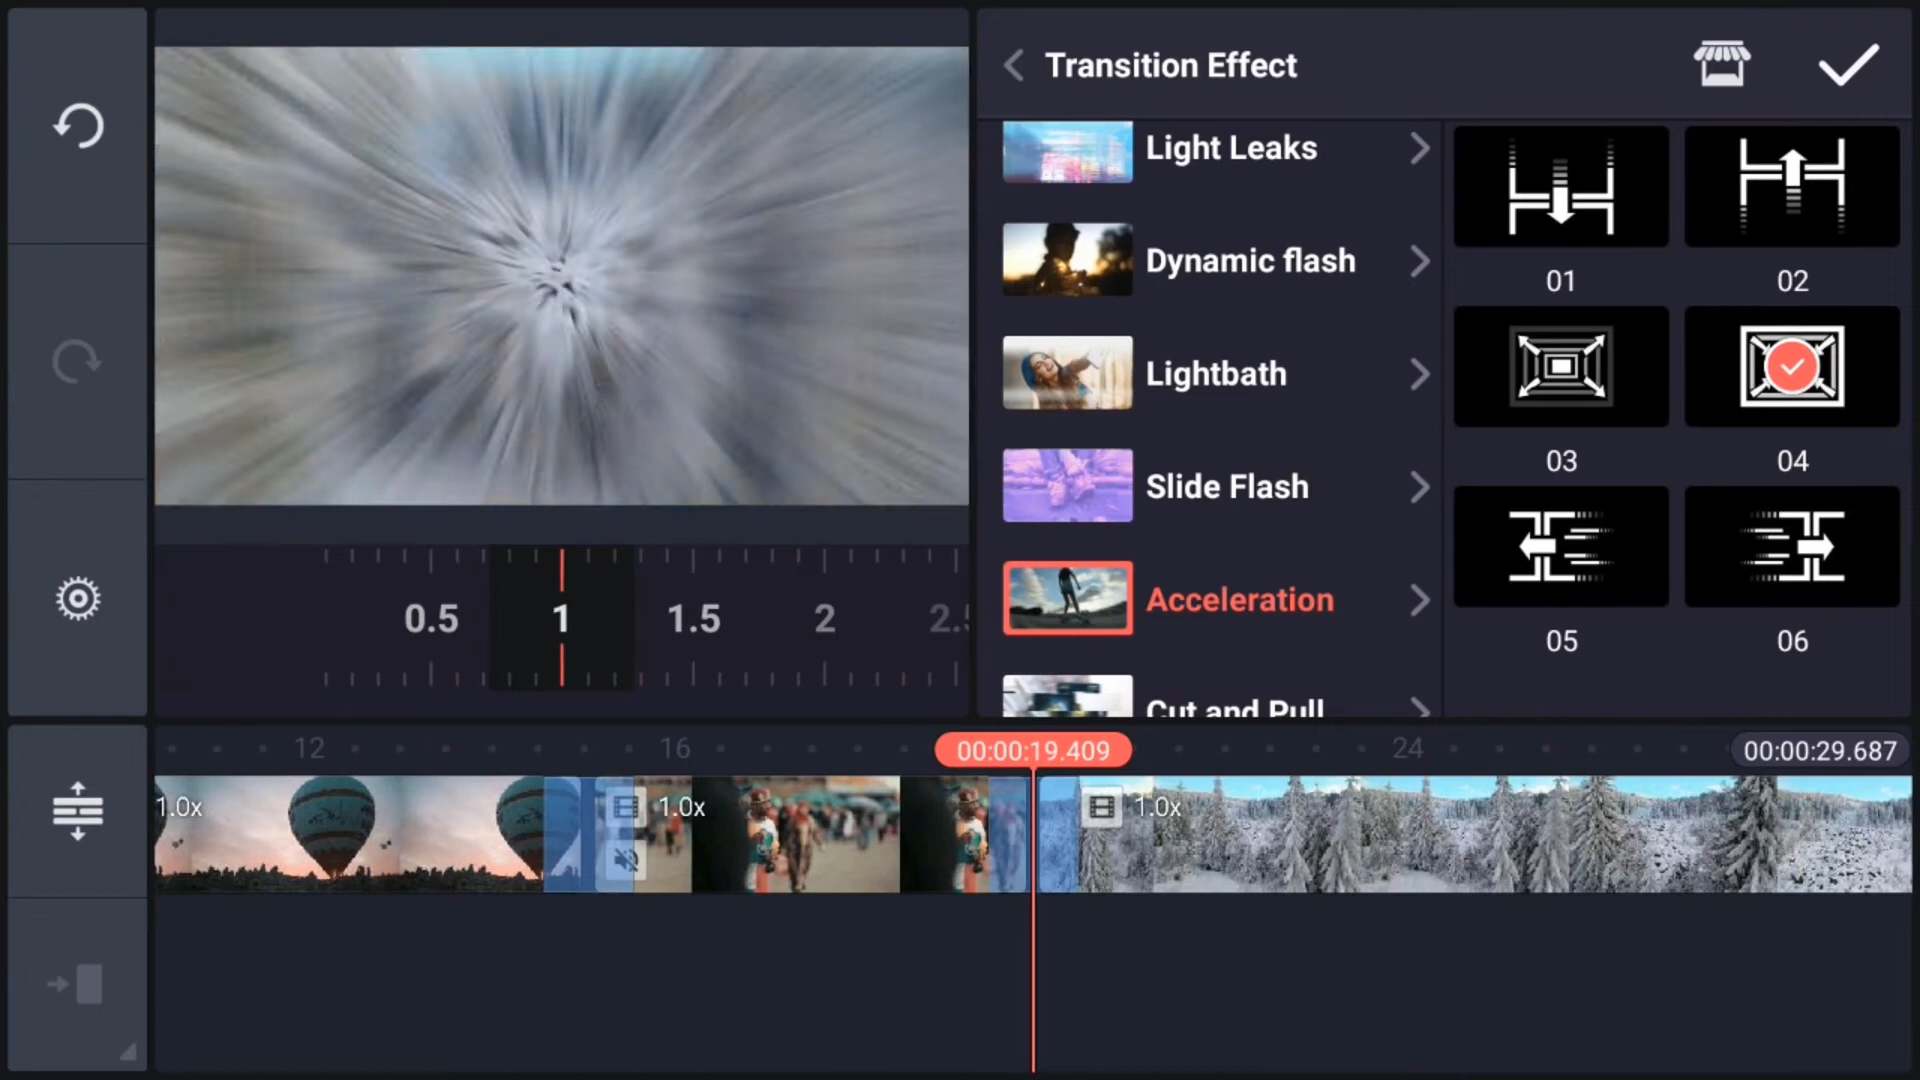 Transition Effect
Light Leaks
Dynamic flash
Lightbath
Slide Flash
Acceleration
Cut and Pull
01
02
03
04
05
06
0.5
1
1.5
2
2.5
12
16
00:00:19.409
24
00:00:29.687
1.0x
1.0x
1.0x